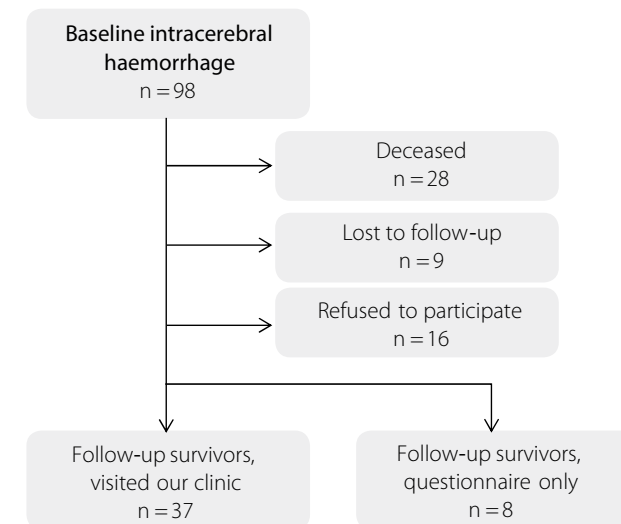 Baseline intracerebral
haemorrhage
n = 98
Deceased
n = 28
Lost to follow-up
n = 9
Refused to participate
n = 16
Follow-up survivors,
visited our clinic
n = 37
Follow-up survivors,
questionnaire only
n = 8